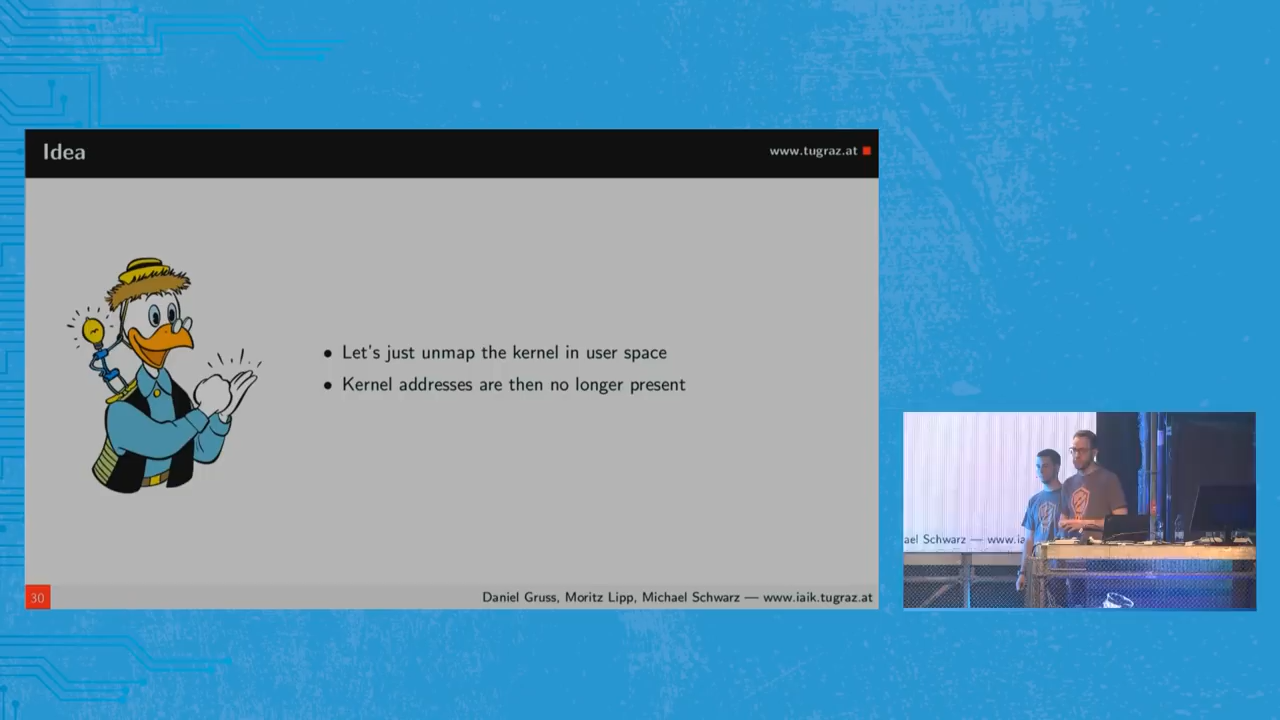 Idea
www.tugraz.at
• Let's just unmap the kernel in user space
• Kernel addresses are then no longer present
30
Daniel Gruss, Moritz Lipp, Michael Schwarz — www.iaik.tugraz.at
ael Schwarz — www.ia